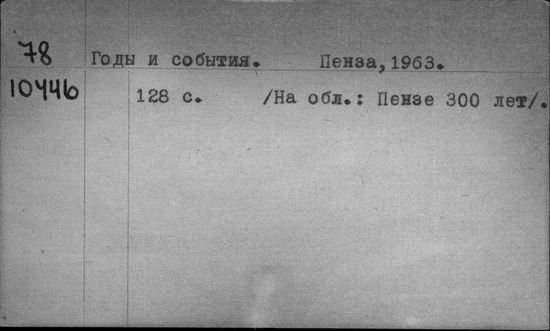 78 Годы и события. Пенза,1963.
10446 128 с. /На обл.: Пензе 300 лет/.